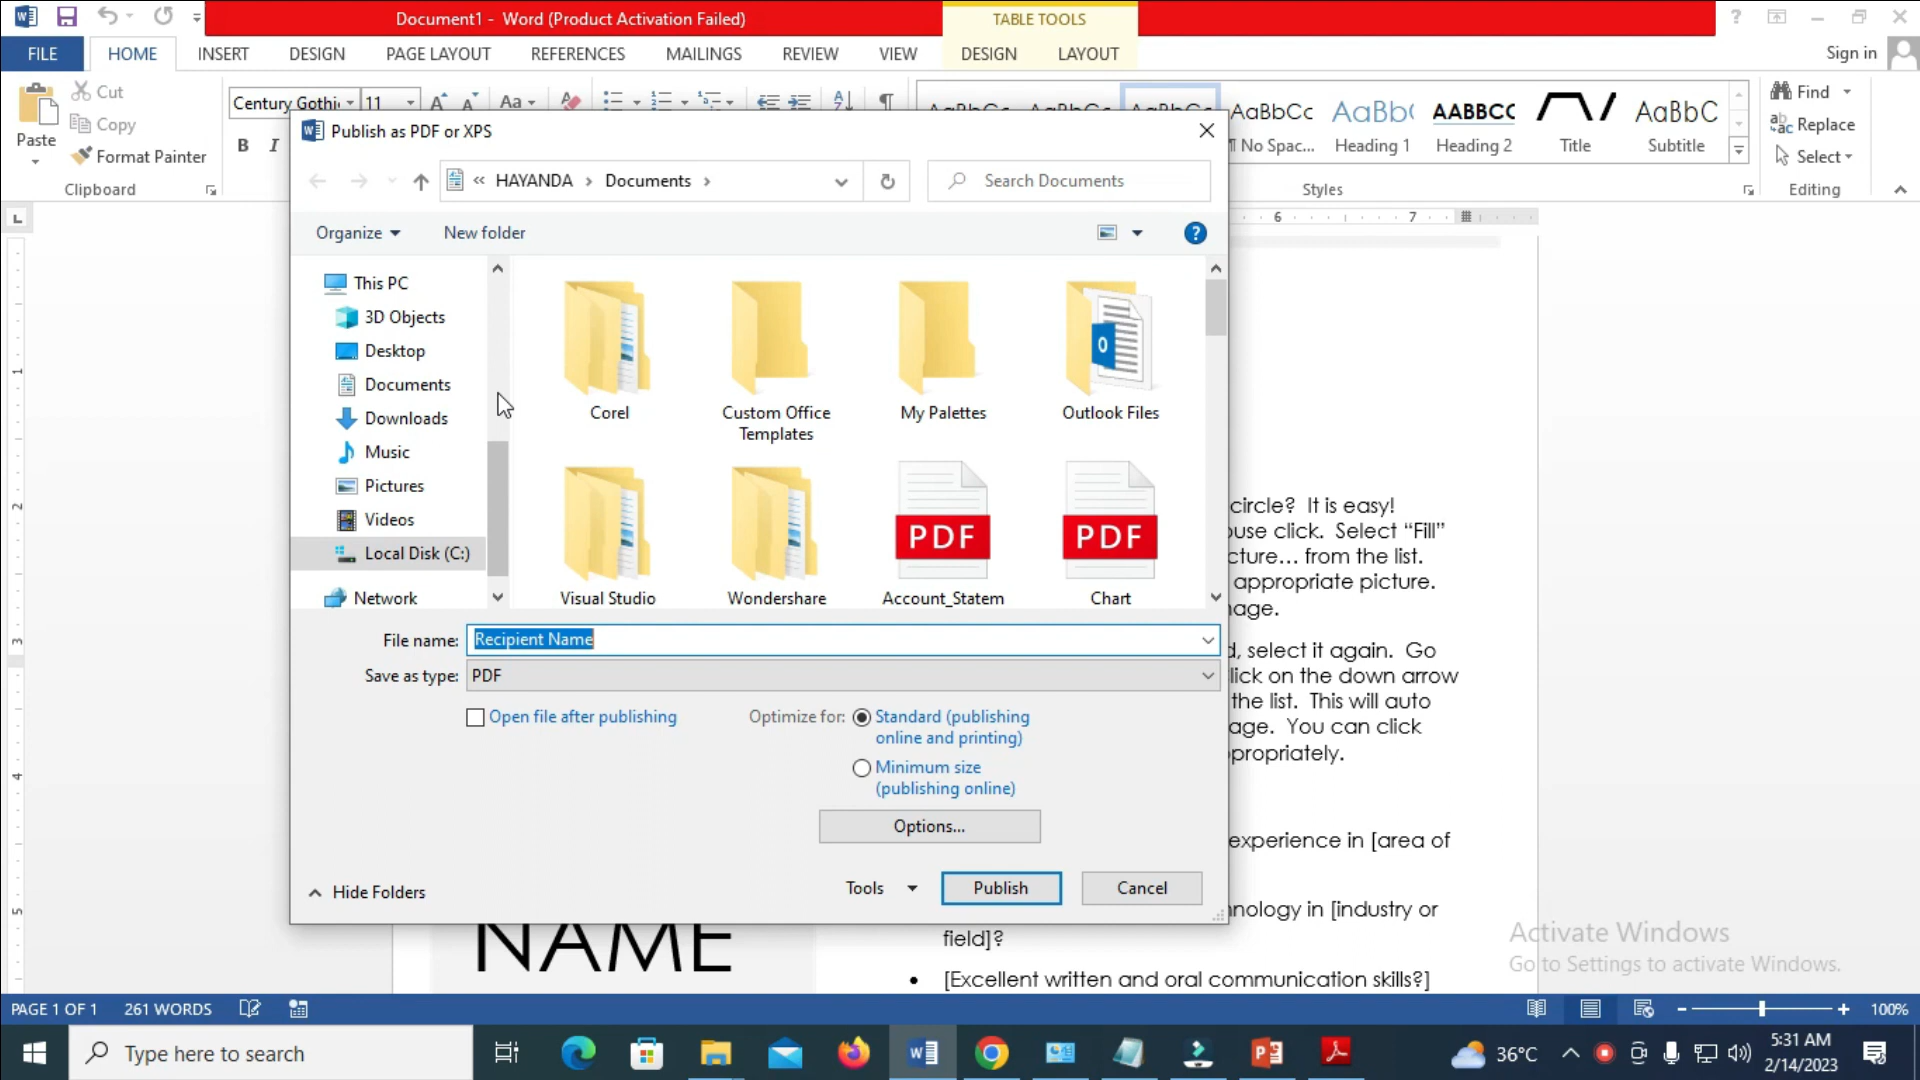 Document1 - Word (Product Activation Failed)
TABLE TOOLS
FILE
HOME
INSERT
DESIGN
PAGE LAYOUT
REFERENCES
MAILINGS
REVIEW
VIEW
DESIGN
LAYOUT
Sign in
Paste
Cut
Copy
Format Painter
Clipboard
Century Gothi
11
Aa
B I
No Spac...
AaBbCc
Heading 1
AaBb(
Heading 2
AABBCC
Title
Subtitle
AaBbC
Styles
Find
Replace
Select
Editing
Publish as PDF or XPS
« HAYANDA › Documents ›
Search Documents
Organize
New folder
This PC
3D Objects
Desktop
Documents
Downloads
Music
Pictures
Videos
Local Disk (C:)
Network
Corel
Custom Office
Templates
My Palettes
Outlook Files
PDF
PDF
Visual Studio
Wondershare
Account_Statem
Chart
File name: Recipient Name
Save as type: PDF
Open file after publishing
Optimize for:
Standard (publishing
online and printing)
Minimum size
(publishing online)
Options...
Hide Folders
Tools
Publish
Cancel
6 7
1
2
3
4
5
circle? It is easy!
use click. Select “Fill”
cture... from the list.
appropriate picture.
age.
, select it again. Go
lick on the down arrow
the list. This will auto
age. You can click
propriately.
experience in [area of
nology in [industry or
field]?
• [Excellent written and oral communication skills?]
NAME
Activate Windows
Go to Settings to activate Windows.
PAGE 1 OF 1
261 WORDS
100%
Type here to search
36°C
5:31 AM
2/14/2023